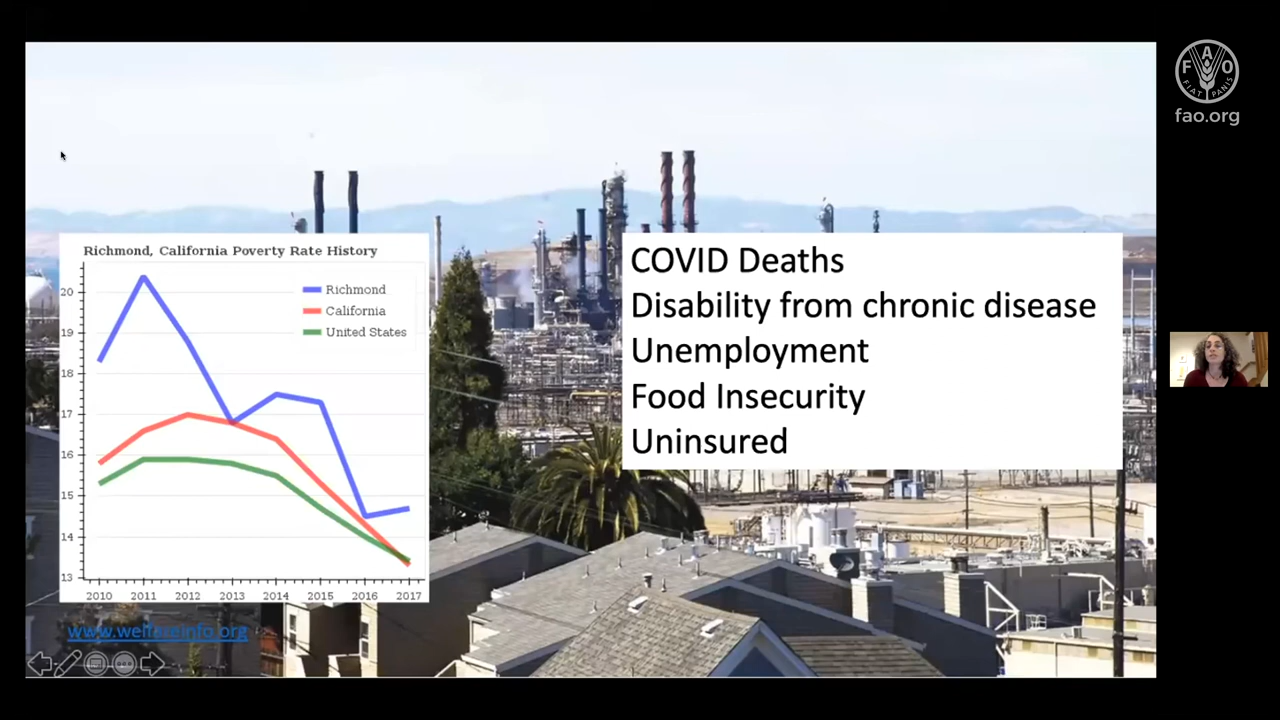 FAO
FIAT PANIS
fao.org
Richmond, California Poverty Rate History
Richmond
California
United States
20
19
18
17
16
15
14
13
2010 2011 2012 2013 2014 2015 2016 2017
www.welfareinfo.org
COVID Deaths
Disability from chronic disease
Unemployment
Food Insecurity
Uninsured